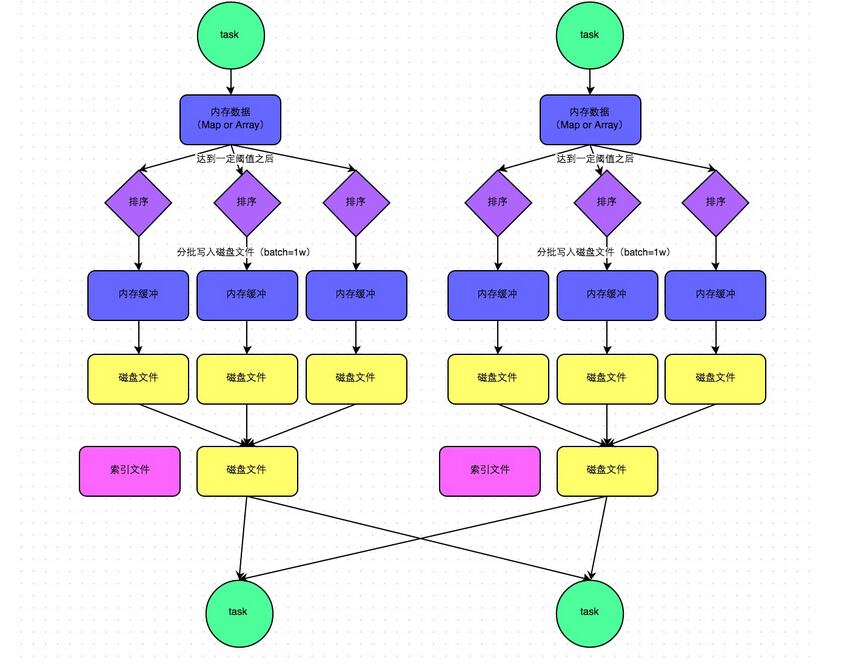 task
task
内存数据
（Map or Array）
内存数据
（Map or Array）
达到一定阈值之后
达到一定阈值之后
排序
排序
排序
排序
排序
排序
分批写入磁盘文件（batch=1w）
分批写入磁盘文件（batch=1w）
内存缓冲
内存缓冲
内存缓冲
内存缓冲
内存缓冲
内存缓冲
磁盘文件
磁盘文件
磁盘文件
磁盘文件
磁盘文件
磁盘文件
索引文件
磁盘文件
索引文件
磁盘文件
task
task